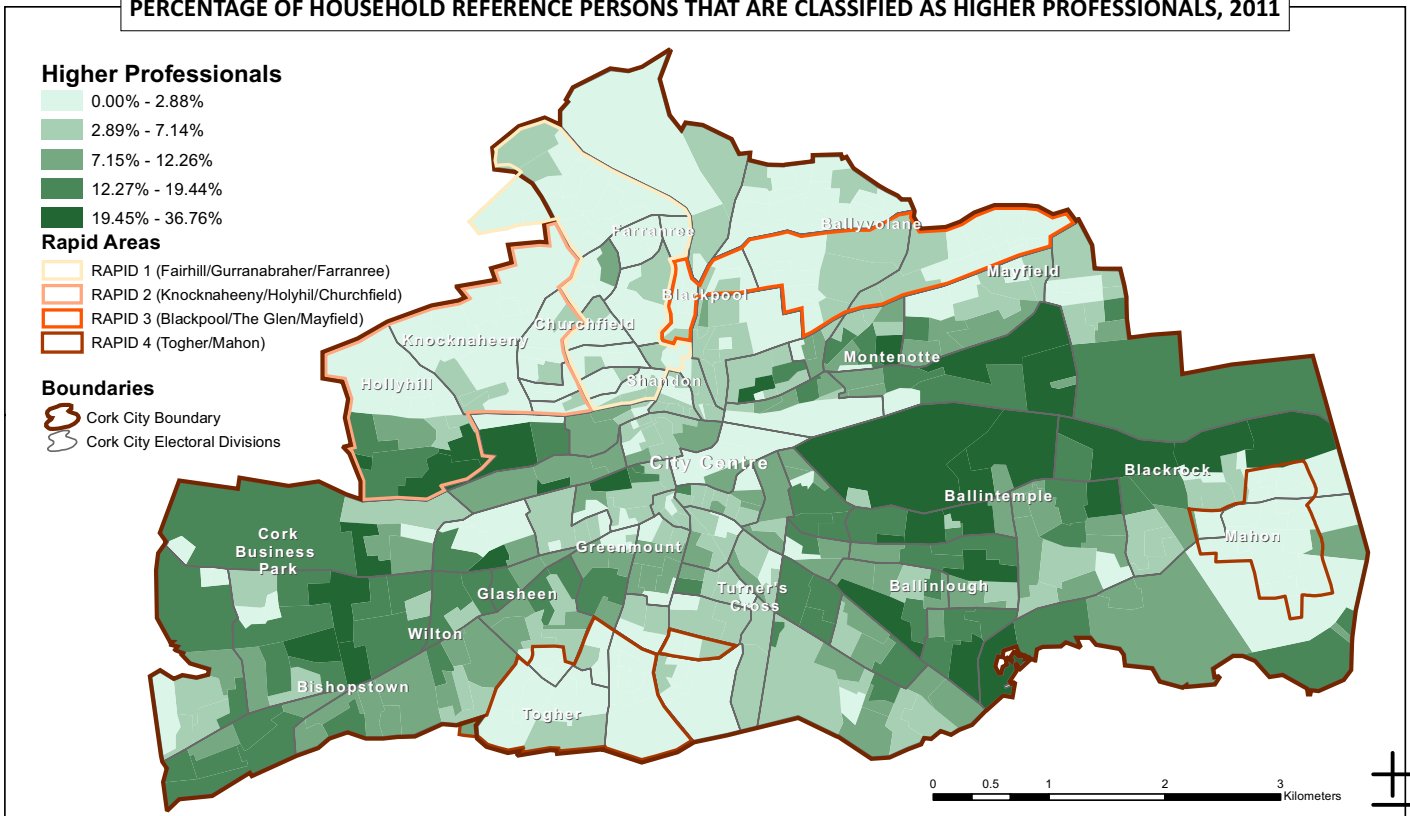 PERCENTAGE OF HOUSEHOLD REFERENCE PERSONS THAT ARE CLASSIFIED AS HIGHER PROFESSIONALS, 2011
Higher Professionals
0.00% - 2.88%
2.89% - 7.14%
7.15% - 12.26%
12.27% - 19.44%
19.45% - 36.76%
Rapid Areas
RAPID 1 (Fairhill/Gurranabraher/Farranree)
RAPID 2 (Knocknaheeny/Holyhil/Churchfield)
RAPID 3 (Blackpool/The Glen/Mayfield)
RAPID 4 (Togher/Mahon)
Boundaries
Cork City Boundary
Cork City Electoral Divisions
Ballyvolane
Farranree
Mayfield
Blackpool
Churchfield
Knocknaheeny
Montenotte
Hollyhill
Shandon
City Centre
Blackrock
Ballintemple
Cork
Business
Park
Mahon
Greenmount
Glasheen
Turner's
Cross
Ballinlough
Wilton
Bishopstown
Togher
0 0.5 1 2 3
Kilometers